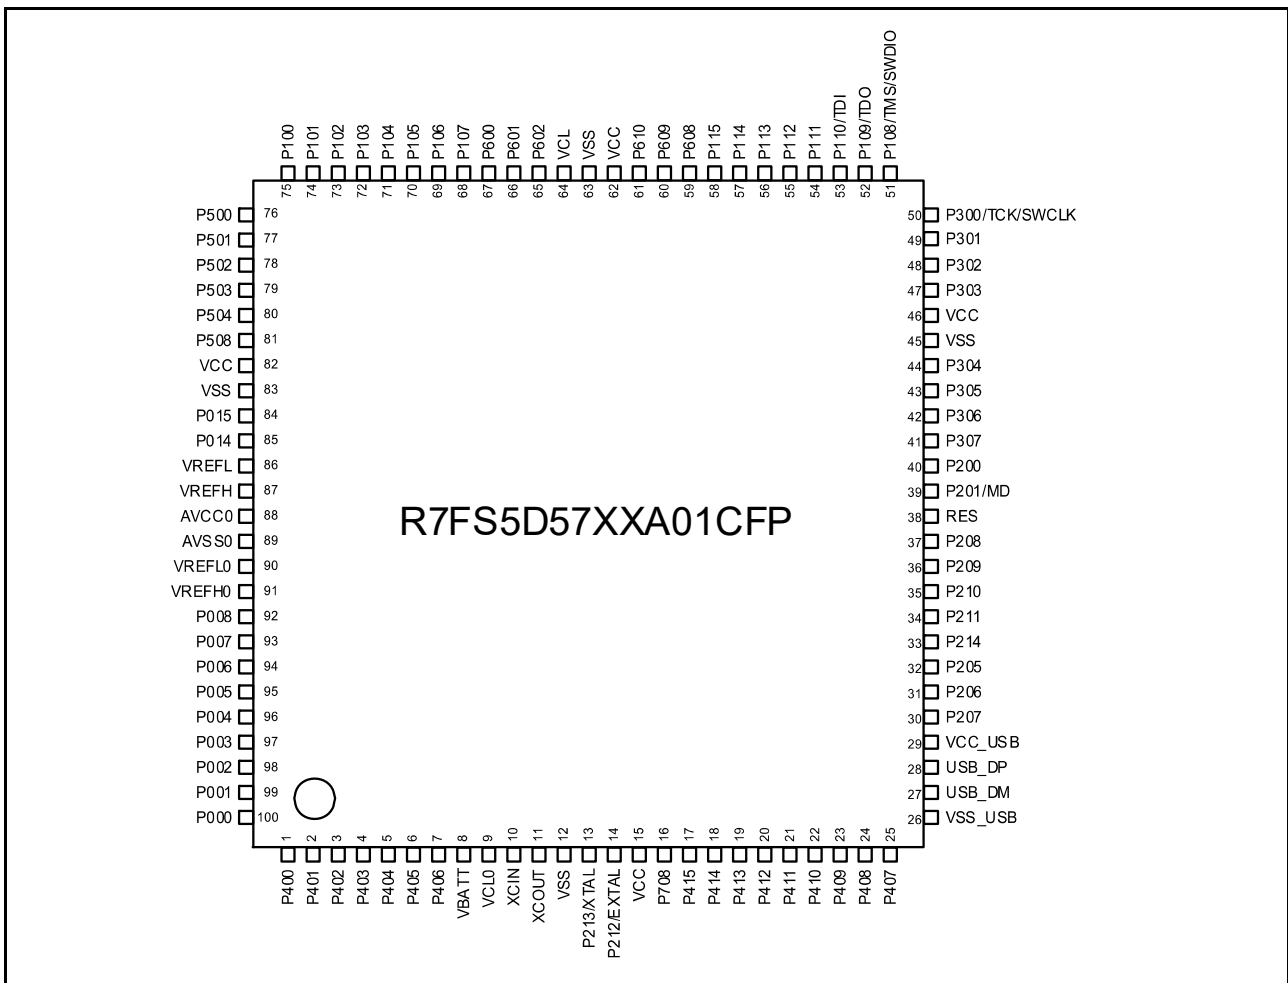 P100
P101
P102
P103
P104
P105
P106
P107
P600
P601
P602
VCL
VSS
VCC
P610
P609
P608
P115
P114
P113
P112
P111
P110/TDI
P109/TDO
P108/TMS/SWDIO
75
74
73
72
71
70
69
68
67
66
65
64
63
62
61
60
59
58
57
56
55
54
53
52
51
P500 76
P501 77
P502 78
P503 79
P504 80
P508 81
VCC 82
VSS 83
P015 84
P014 85
VREFL 86
VREFH 87
AVCC0 88
AVSS0 89
VREFL0 90
VREFH0 91
P008 92
P007 93
P006 94
P005 95
P004 96
P003 97
P002 98
P001 99
P000 100
R7FS5D57XXA01CFP
50 P300/TCK/SWCLK
49 P301
48 P302
47 P303
46 VCC
45 VSS
44 P304
43 P305
42 P306
41 P307
40 P200
39 P201/MD
38 RES
37 P208
36 P209
35 P210
34 P211
33 P214
32 P205
31 P206
30 P207
29 VCC_USB
28 USB_DP
27 USB_DM
26 VSS_USB
1
2
3
4
5
6
7
8
9
10
11
12
13
14
15
16
17
18
19
20
21
22
23
24
25
P400
P401
P402
P403
P404
P405
P406
VBATT
VCL0
XCIN
XCOUT
VSS
P213/XTAL
P212/EXTAL
VCC
P708
P415
P414
P413
P412
P411
P410
P409
P408
P407